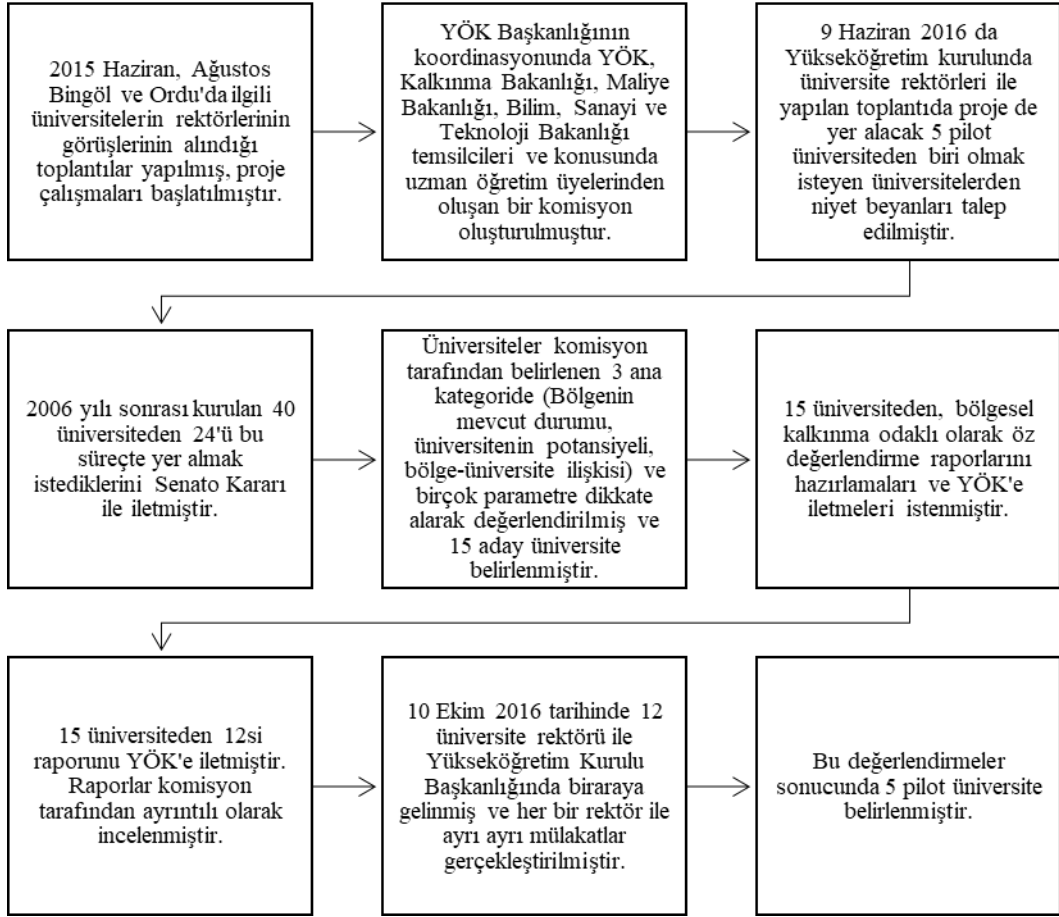 2015 Haziran, Ağustos
Bingöl ve Ordu'da ilgili
üniversitelerin rektörlerinin
görüşlerinin alındığı
toplantılar yapılmış, proje
çalışmaları başlatılmıştır.
YÖK Başkanlığının
koordinasyonunda YÖK,
Kalkınma Bakanlığı, Maliye
Bakanlığı, Bilim, Sanayi ve
Teknoloji Bakanlığı
temsilcileri ve konusunda
uzman öğretim üyelerinden
oluşan bir komisyon
oluşturulmuştur.
9 Haziran 2016 da
Yükseköğretim kurulunda
üniversite rektörleri ile
yapılan toplantıda proje de
yer alacak 5 pilot
üniversiteden biri olmak
isteyen üniversitelerden
niyet beyanları talep
edilmiştir.
2006 yılı sonrası kurulan 40
üniversiteden 24'ü bu
süreçte yer almak
istediklerini Senato Kararı
ile iletmiştir.
Üniversiteler komisyon
tarafından belirlenen 3 ana
kategoride (Bölgenin
mevcut durumu,
üniversitenin potansiyeli,
bölge-üniversite ilişkisi) ve
birçok parametre dikkate
alarak değerlendirilmiş ve
15 aday üniversite
belirlenmiştir.
15 üniversiteden, bölgesel
kalkınma odaklı olarak öz
değerlendirme raporlarını
hazırlamaları ve YÖK'e
iletmeleri istenmiştir.
15 üniversiteden 12si
raporunu YÖK'e iletmiştir.
Raporlar komisyon
tarafından ayrıntılı olarak
incelenmiştir.
10 Ekim 2016 tarihinde 12
üniversite rektörü ile
Yükseköğretim Kurulu
Başkanlığında biraraya
gelinmiş ve her bir rektör ile
ayrı ayrı mülakatlar
gerçekleştirilmiştir.
Bu değerlendirmeler
sonucunda 5 pilot üniversite
belirlenmiştir.